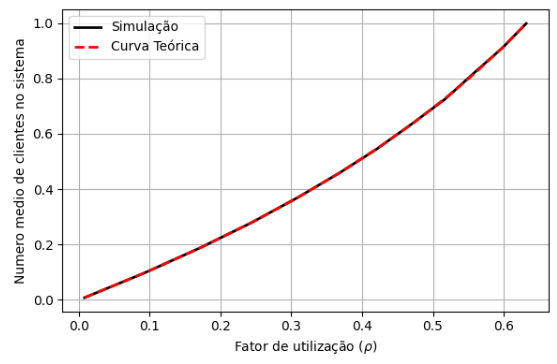 Simulação
Curva Teórica
Numero medio de clientes no sistema
1.0
0.8
0.6
0.4
0.2
0.0
0.0 0.1 0.2 0.3 0.4 0.5 0.6
Fator de utilização (ρ)